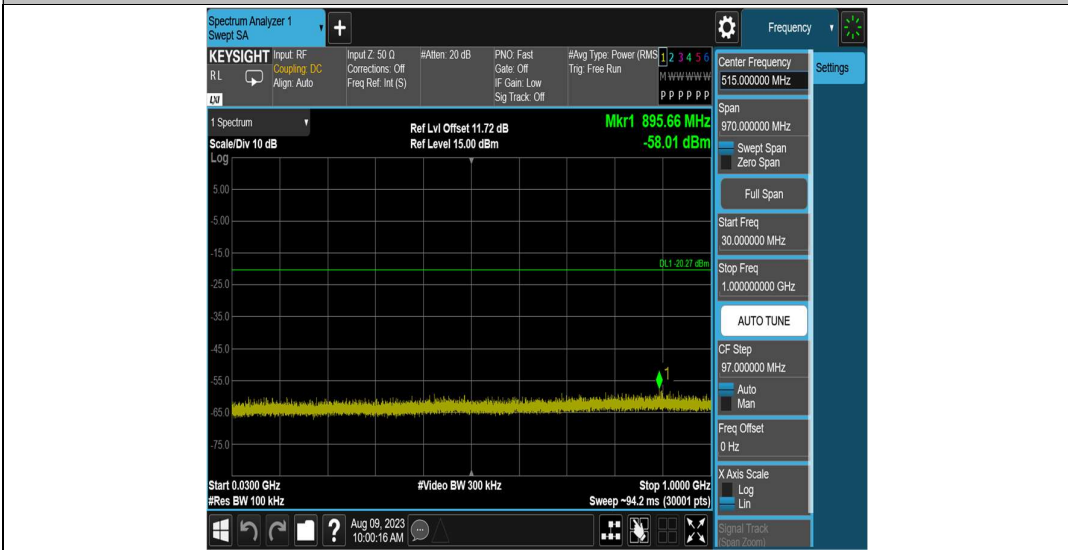 Spectrum Analyzer 1
Swept SA
Frequency
KEYSIGHT
RL
LXI
Input: RF
Coupling: DC
Align: Auto
Input Z: 50 Ω
Corrections: Off
Freq Ref: Int (S)
#Atten: 20 dB
PNO: Fast
Gate: Off
IF Gain: Low
Sig Track: Off
#Avg Type: Power (RMS
Trig: Free Run
1 2 3 4 5 6
M W W W W W
P P P P P P
1 Spectrum
Scale/Div 10 dB
Log
Ref Lvl Offset 11.72 dB
Ref Level 15.00 dBm
Mkr1 895.66 MHz
-58.01 dBm
5.00
-5.00
-15.0
-25.0
-35.0
-45.0
-55.0
-65.0
-75.0
DL1 -20.27 dBm
1
Start 0.0300 GHz
#Res BW 100 kHz
#Video BW 300 kHz
Stop 1.0000 GHz
Sweep ~94.2 ms (30001 pts)
Aug 09, 2023
10:00:16 AM
Settings
Center Frequency
515.000000 MHz
Span
970.000000 MHz
Swept Span
Zero Span
Full Span
Start Freq
30.000000 MHz
Stop Freq
1.000000000 GHz
AUTO TUNE
CF Step
97.000000 MHz
Auto
Man
Freq Offset
0 Hz
X Axis Scale
Log
Lin
Signal Track
(Span Zoom)